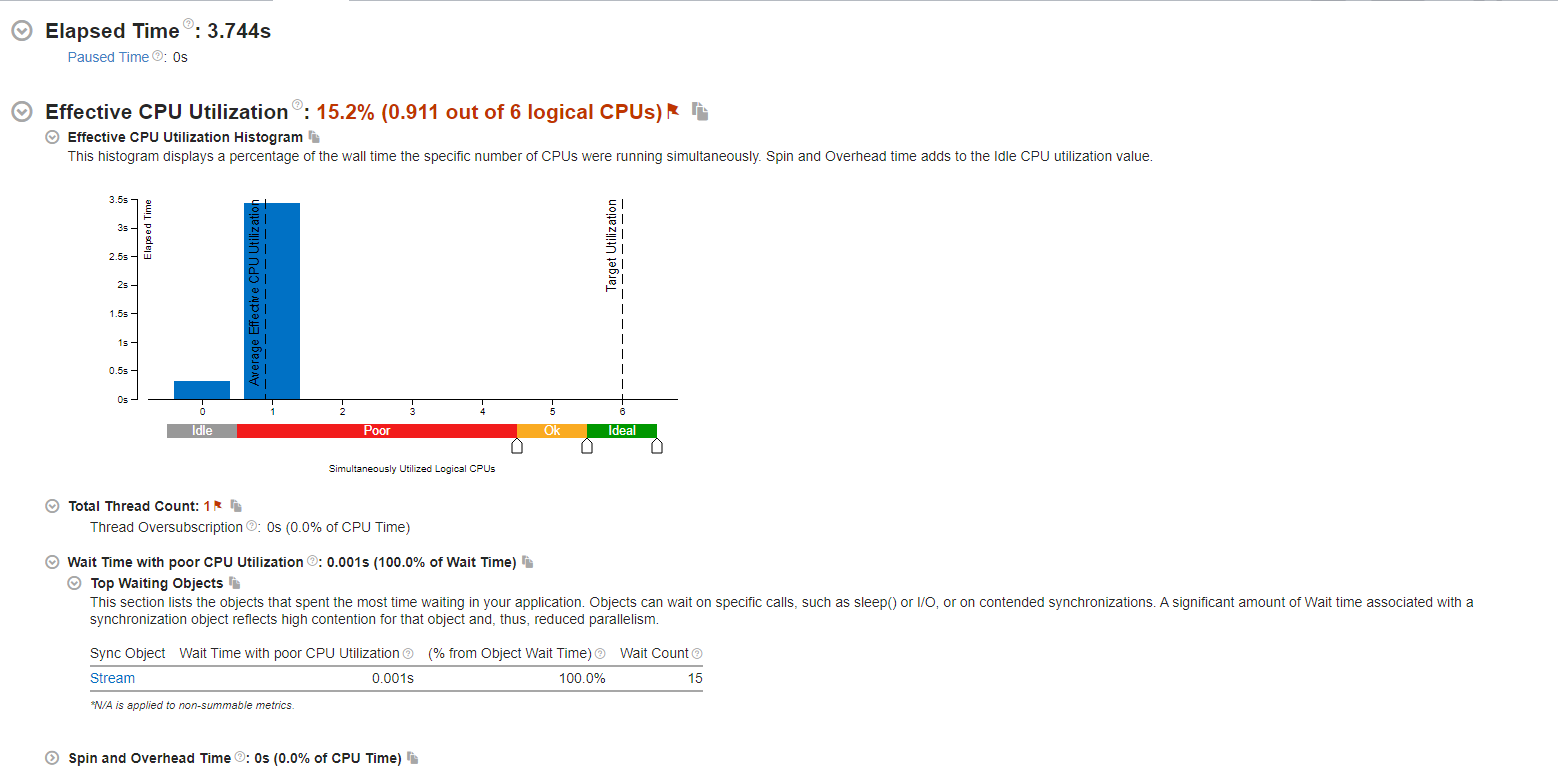 Elapsed Time ?: 3.744s
Paused Time ?: 0s
Effective CPU Utilization ?: 15.2% (0.911 out of 6 logical CPUs)
Effective CPU Utilization Histogram
This histogram displays a percentage of the wall time the specific number of CPUs were running simultaneously. Spin and Overhead time adds to the Idle CPU utilization value.
3.5s
3s
2.5s
2s
1.5s
1s
0.5s
0s
Elapsed Time
Average Effective CPU Utilization
Target Utilization
0 1 2 3 4 5 6
Idle Poor Ok Ideal
Simultaneously Utilized Logical CPUs
Total Thread Count: 1
Thread Oversubscription ?: 0s (0.0% of CPU Time)
Wait Time with poor CPU Utilization ?: 0.001s (100.0% of Wait Time)
Top Waiting Objects
This section lists the objects that spent the most time waiting in your application. Objects can wait on specific calls, such as sleep() or I/O, or on contended synchronizations. A significant amount of Wait time associated with a
synchronization object reflects high contention for that object and, thus, reduced parallelism.
Sync Object Wait Time with poor CPU Utilization ? (% from Object Wait Time) ? Wait Count ?
Stream 0.001s 100.0% 15
*N/A is applied to non-summable metrics.
Spin and Overhead Time ?: 0s (0.0% of CPU Time)